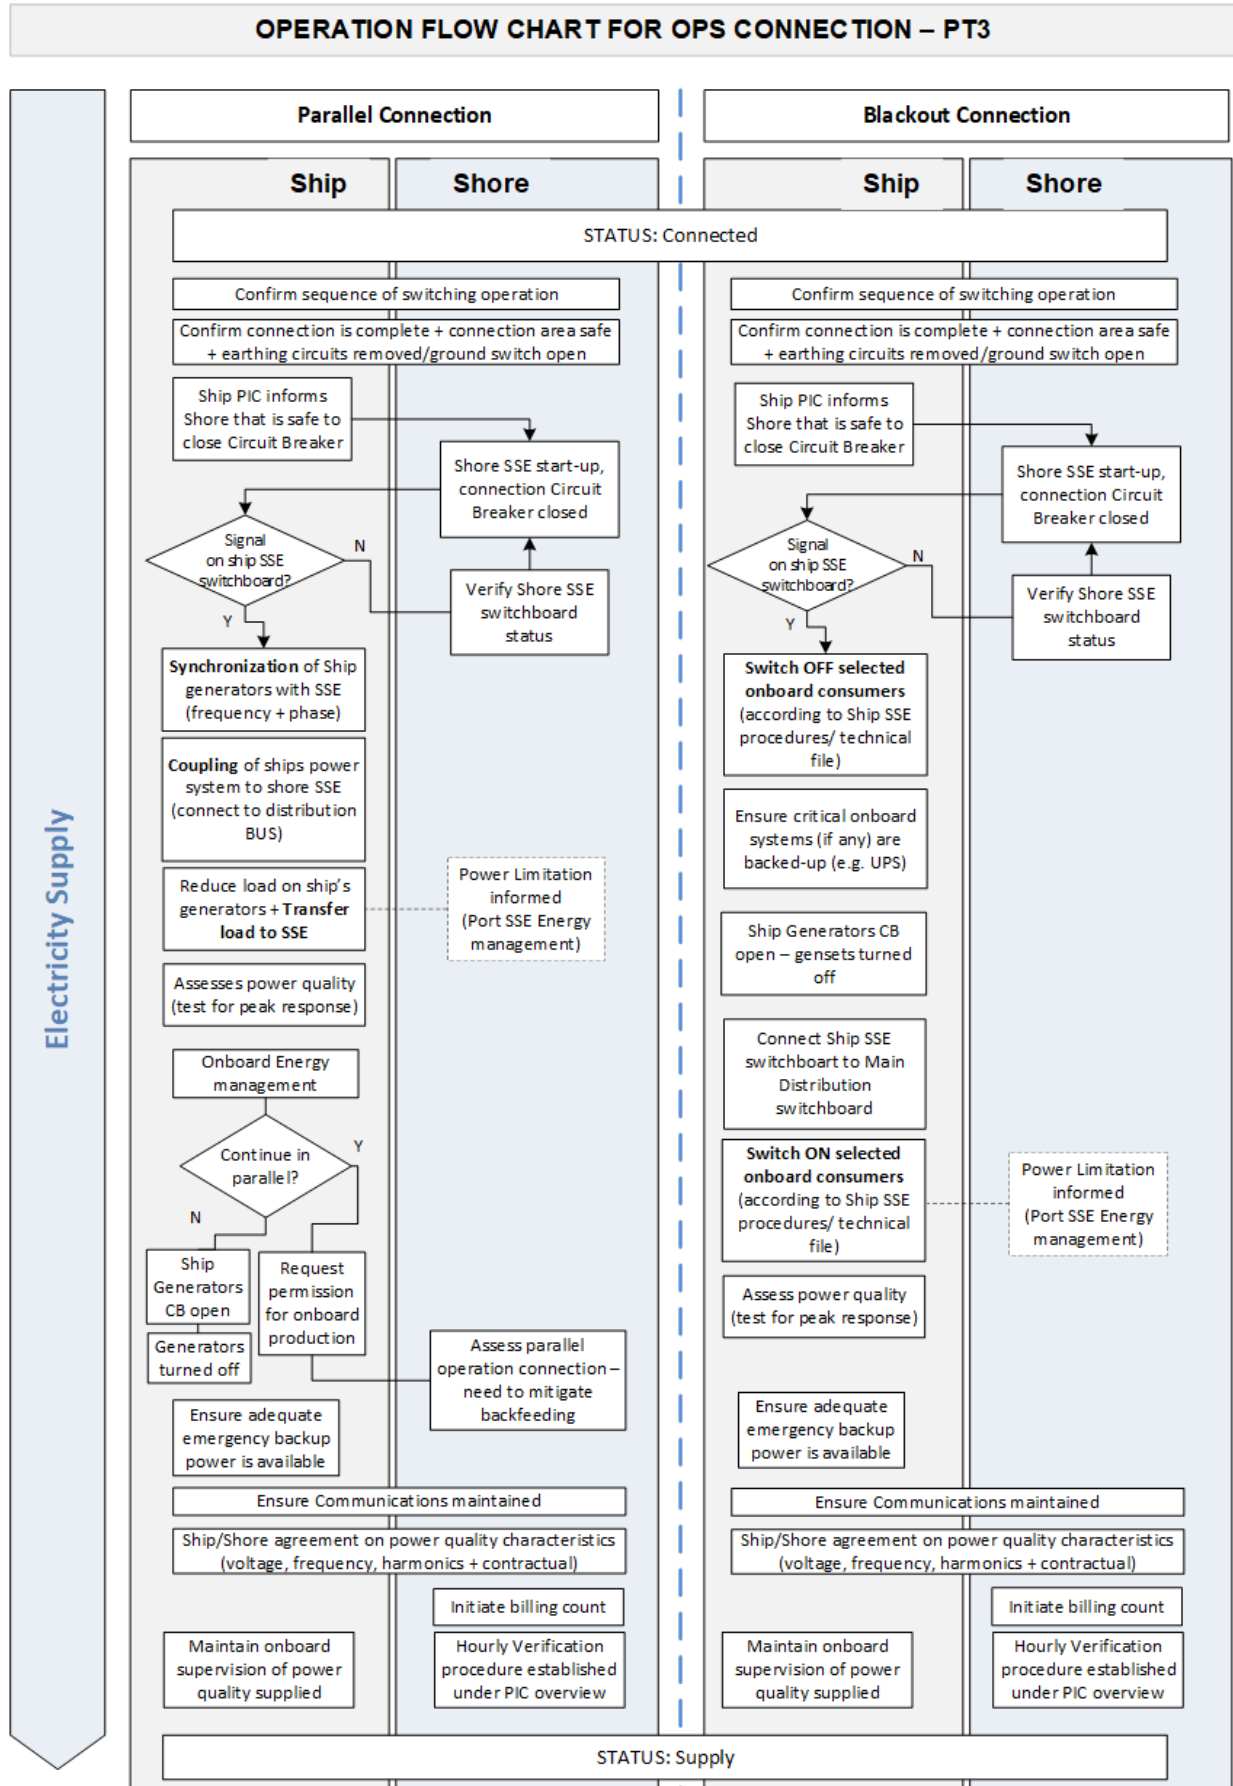 OPERATION FLOW CHART FOR OPS CONNECTION – PT3
Electricity Supply
Parallel Connection
Blackout Connection
Ship
Shore
Ship
Shore
STATUS: Connected
Confirm sequence of switching operation
Confirm connection is complete + connection area safe
+ earthing circuits removed/ground switch open
Ship PIC informs
Shore that is safe to
close Circuit Breaker
Shore SSE start-up,
connection Circuit
Breaker closed
Signal
on ship SSE
switchboard?
N
Y
Verify Shore SSE
switchboard
status
Synchronization of Ship
generators with SSE
(frequency + phase)
Coupling of ships power
system to shore SSE
(connect to distribution
BUS)
Reduce load on ship's
generators + Transfer
load to SSE
Power Limitation
informed
(Port SSE Energy
management)
Assesses power quality
(test for peak response)
Onboard Energy
management
Continue in
parallel?
Y
N
Ship
Generators
CB open
Generators
turned off
Request
permission
for onboard
production
Assess parallel
operation connection –
need to mitigate
backfeeding
Ensure adequate
emergency backup
power is available
Ensure Communications maintained
Ship/Shore agreement on power quality characteristics
(voltage, frequency, harmonics + contractual)
Initiate billing count
Maintain onboard
supervision of power
quality supplied
Hourly Verification
procedure established
under PIC overview
Confirm sequence of switching operation
Confirm connection is complete + connection area safe
+ earthing circuits removed/ground switch open
Ship PIC informs
Shore that is safe to
close Circuit Breaker
Shore SSE start-up,
connection Circuit
Breaker closed
Signal
on ship SSE
switchboard?
N
Y
Verify Shore SSE
switchboard
status
Switch OFF selected
onboard consumers
(according to Ship SSE
procedures/ technical
file)
Ensure critical onboard
systems (if any) are
backed-up (e.g. UPS)
Ship Generators CB
open – gensets turned
off
Connect Ship SSE
switchboart to Main
Distribution
switchboard
Switch ON selected
onboard consumers
(according to Ship SSE
procedures/ technical
file)
Power Limitation
informed
(Port SSE Energy
management)
Assess power quality
(test for peak response)
Ensure adequate
emergency backup
power is available
Ensure Communications maintained
Ship/Shore agreement on power quality characteristics
(voltage, frequency, harmonics + contractual)
Initiate billing count
Maintain onboard
supervision of power
quality supplied
Hourly Verification
procedure established
under PIC overview
STATUS: Supply